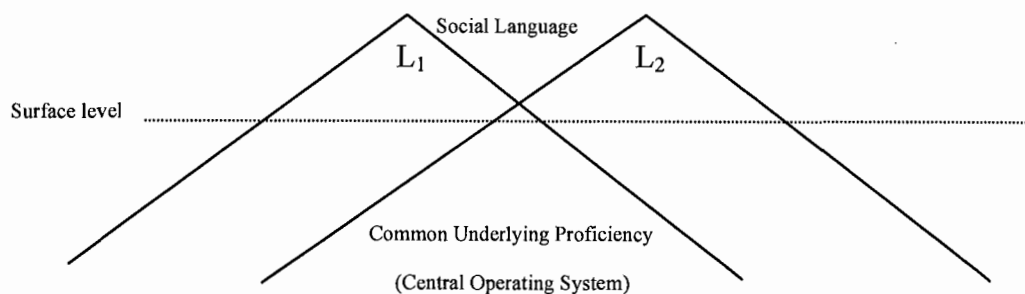 Social Language
L₁
L₂
Surface level
Common Underlying Proficiency
(Central Operating System)